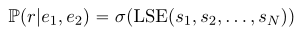 ℙ(r|e₁, e₂) = σ(LSE(s₁, s₂, . . . , s_N))